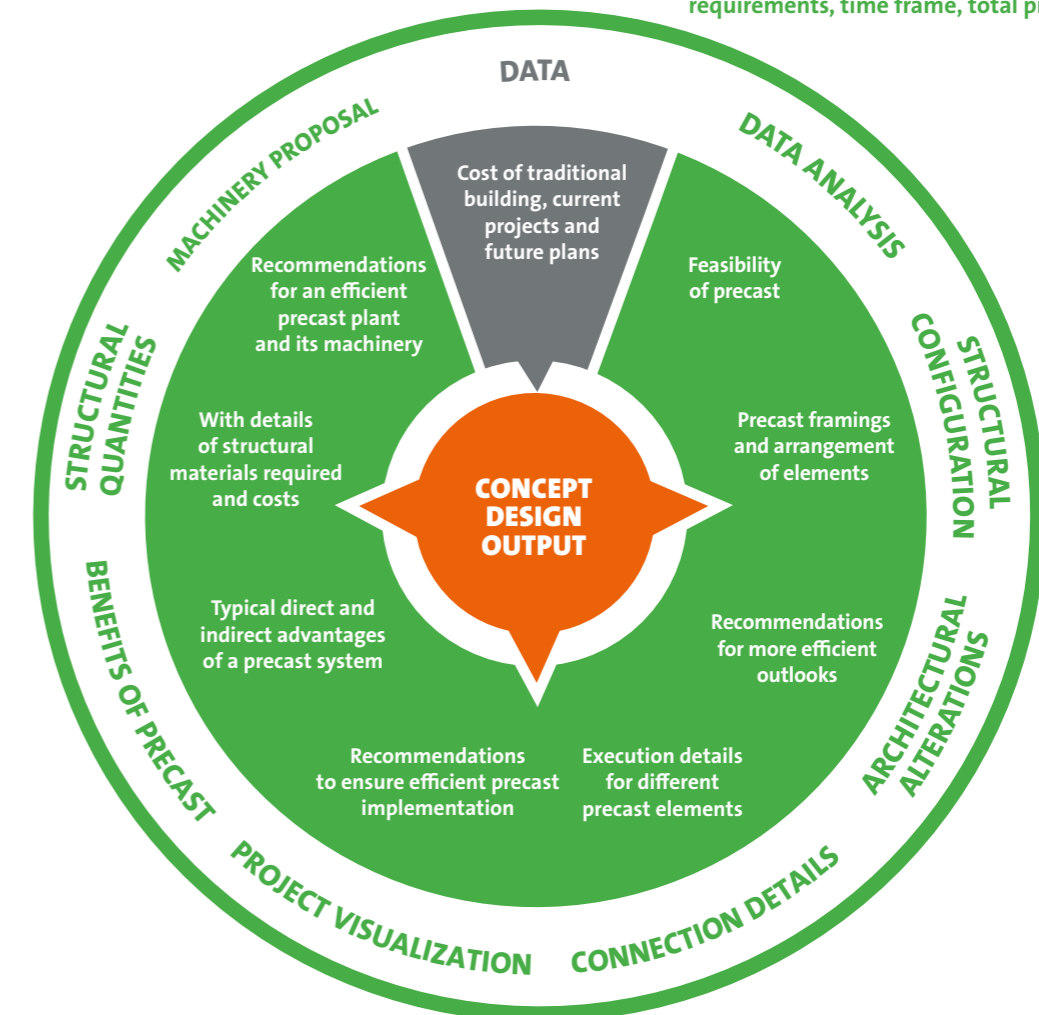 requirements, time frame, total
DATA
Cost of traditional
building, current
projects and
future plans
DATA ANALYSIS
Feasibility
of precast
STRUCTURAL
CONFIGURATION
Precast framings
and arrangement
of elements
ARCHITECTURAL
ALTERATIONS
Recommendations
for more efficient
outlooks
CONNECTION DETAILS
Execution details
for different
precast elements
PROJECT VISUALIZATION
Recommendations
to ensure efficient precast
implementation
BENEFITS OF PRECAST
Typical direct and
indirect advantages
of a precast system
STRUCTURAL
QUANTITIES
With details
of structural
materials required
and costs
MACHINERY PROPOSAL
Recommendations
for an efficient
precast plant
and its machinery
CONCEPT
DESIGN
OUTPUT